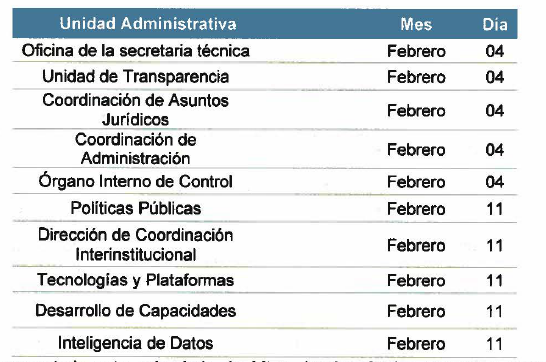 Unidad Administrativa Mes Día
Oficina de la secretaria técnica Febrero 04
Unidad de Transparencia Febrero 04
Coordinación de Asuntos
Jurídicos Febrero 04
Coordinación de
Administración Febrero 04
Órgano Interno de Control Febrero 04
Políticas Públicas Febrero 11
Dirección de Coordinación
Interinstitucional Febrero 11
Tecnologías y Plataformas Febrero 11
Desarrollo de Capacidades Febrero 11
Inteligencia de Datos Febrero 11